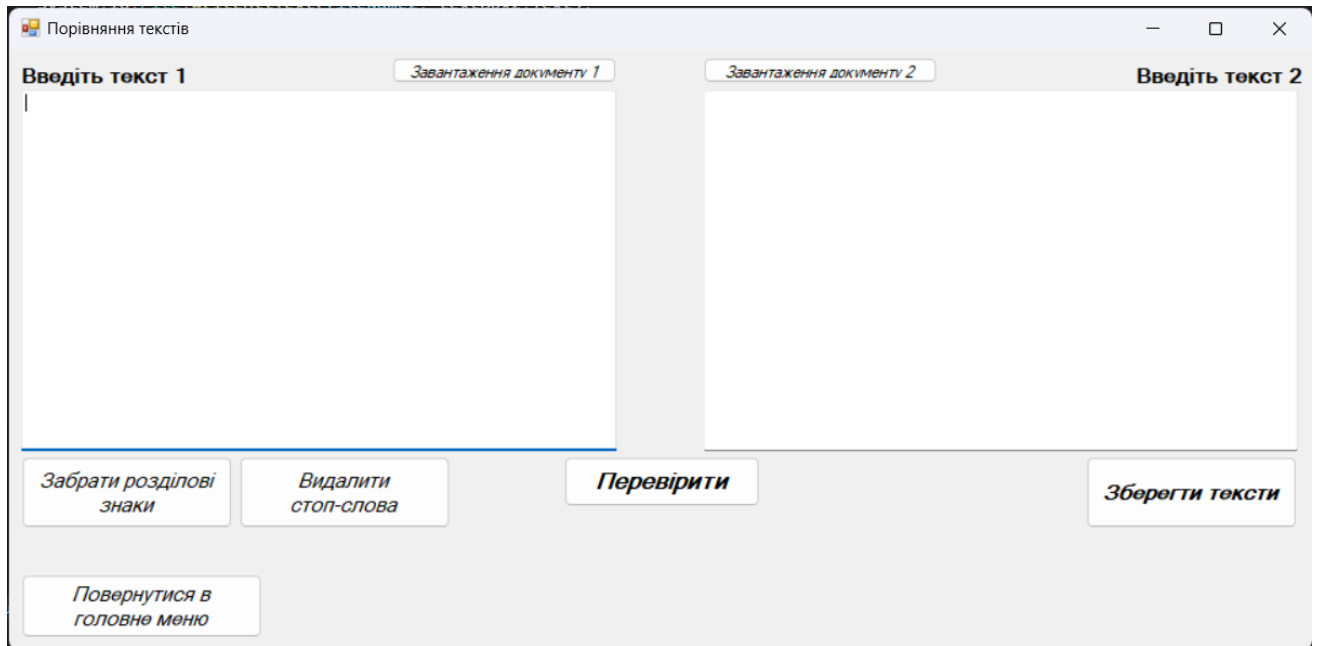 Порівняння текстів
Введіть текст 1
Завантаження документу 1
Завантаження документу 2
Введіть текст 2
Забрати розділові
знаки
Видалити
стоп-слова
Перевірити
Зберегти тексти
Повернутися в
головне меню